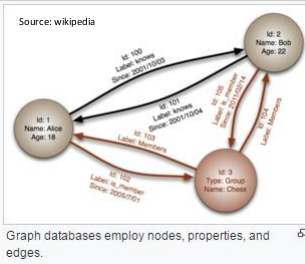 Source: wikipedia
Id: 2
Name: Bob
Age: 22
Id: 100
Label: knows
Since: 2001/10/03
Id: 101
Label: knows
Since: 2001/10/04
Id: 105
Label: is_member
Since: 2011/02/14
Id: 104
Label: Members
Id: 1
Name: Alice
Age: 18
Id: 103
Label: Members
Id: 102
Label: is_member
Since: 2005/7/01
Id: 3
Type: Group
Name: Chess
Graph databases employ nodes, properties, and
edges.